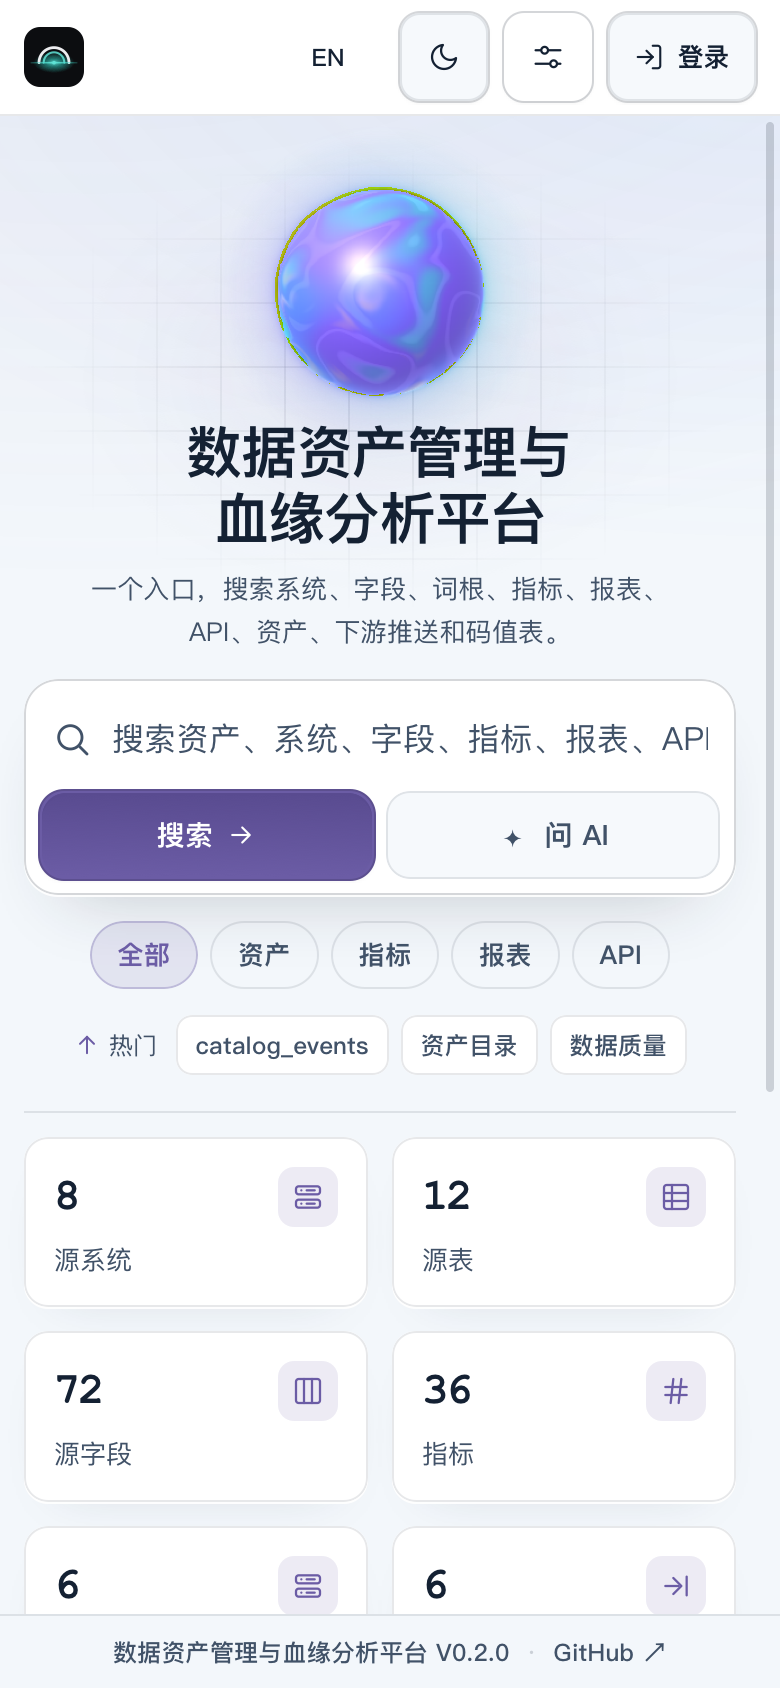 EN
登录
数据资产管理与
血缘分析平台
一个入口，搜索系统、字段、词根、指标、报表、
API、资产、下游推送和码值表。
搜索资产、系统、字段、指标、报表、API
搜索 →
✦ 问 AI
全部 资产 指标 报表 API
↑ 热门 catalog_events 资产目录 数据质量
8 12
源系统 源表
72 36
源字段 指标
6 6
数据资产管理与血缘分析平台 V0.2.0 · GitHub ↗